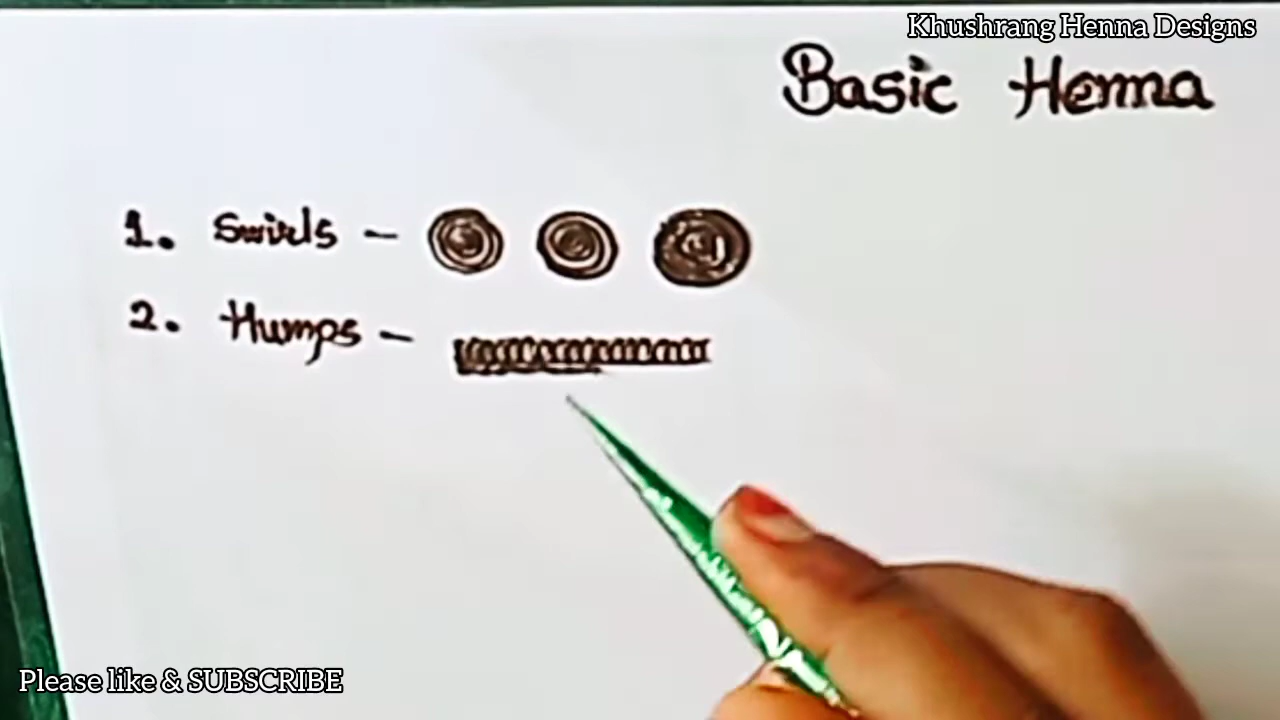 Khushrang Henna Designs
Basic Henna
1. Swirls -
2. Humps -
Please like & SUBSCRIBE